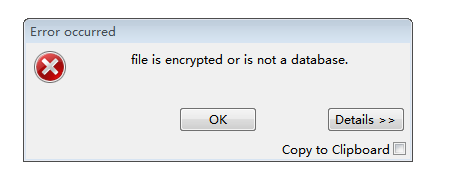 Error occurred
file is encrypted or is not a database.
OK
Details >>
Copy to Clipboard